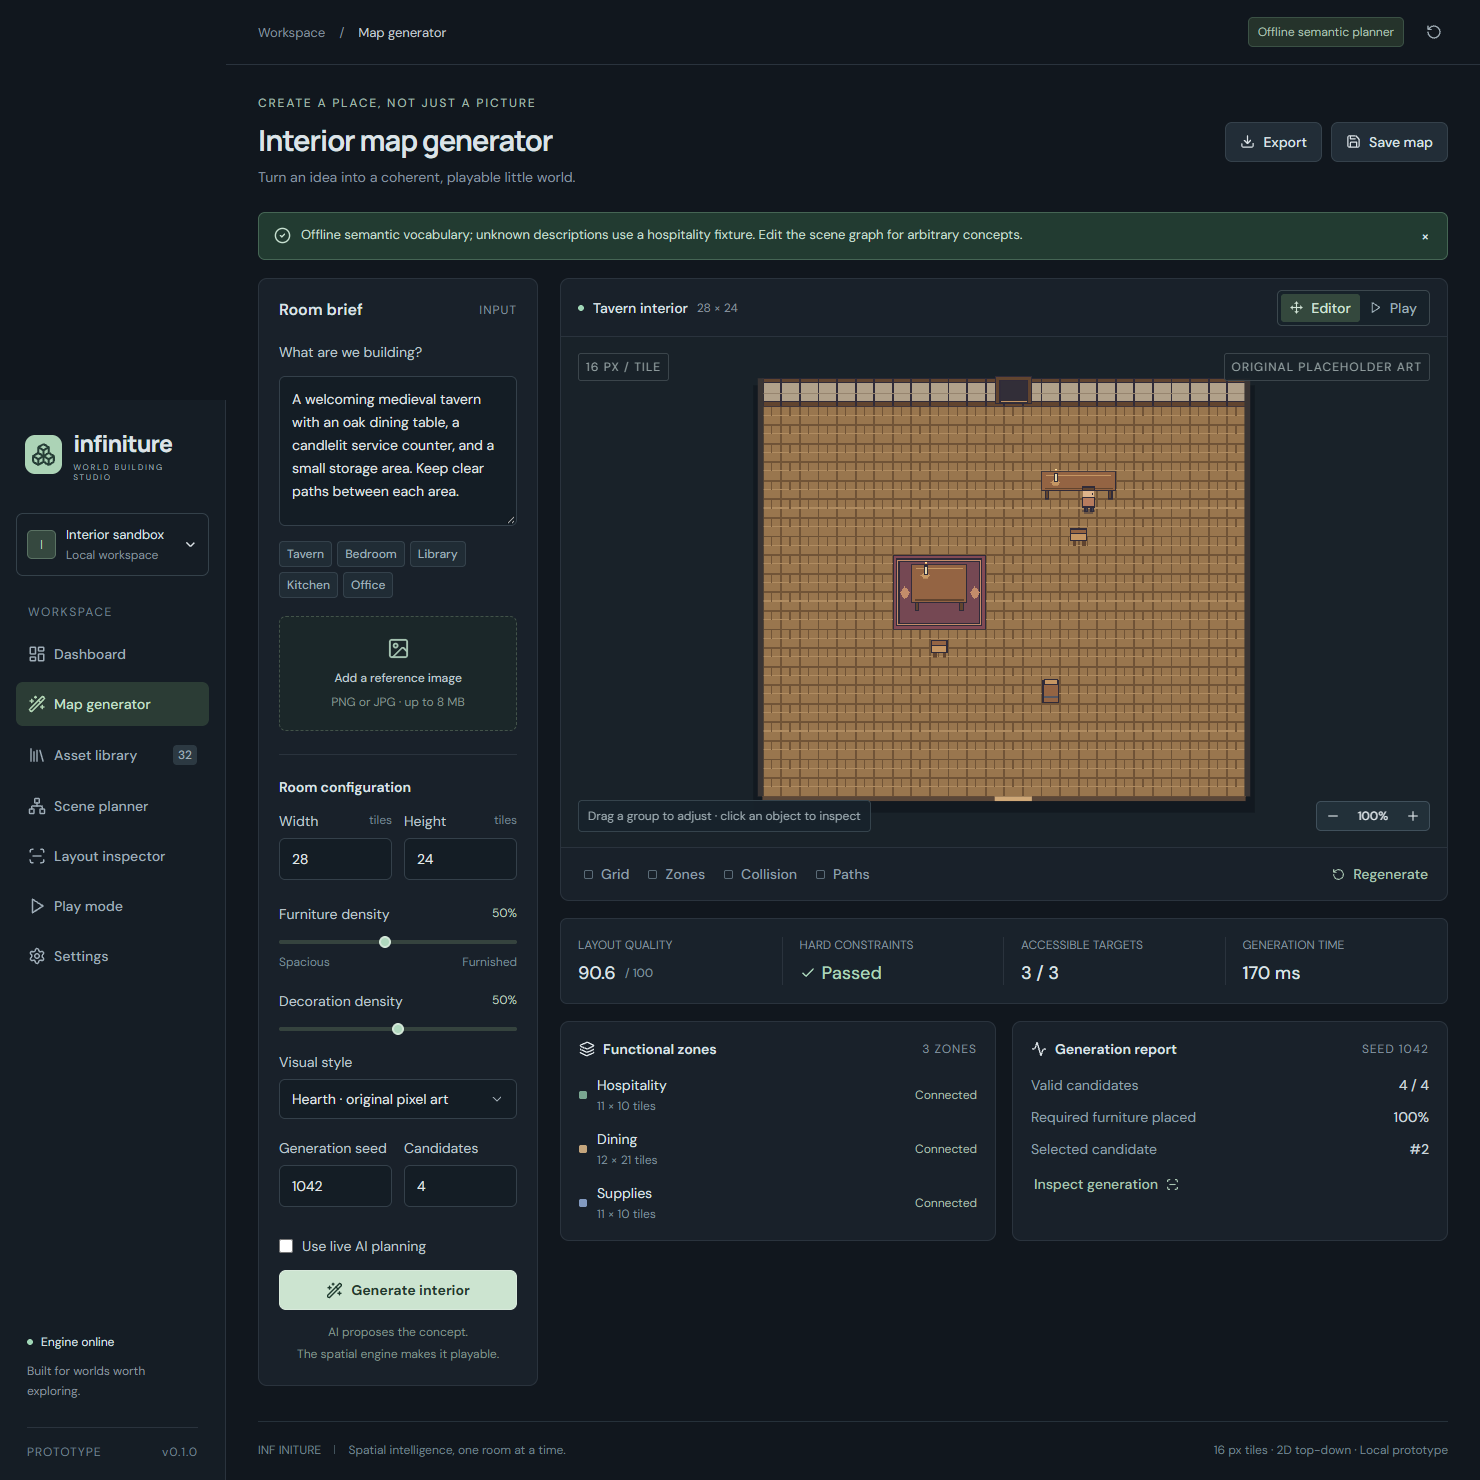 Workspace / Map generator
Offline semantic planner
CREATE A PLACE, NOT JUST A PICTURE
Interior map generator
Turn an idea into a coherent, playable little world.
Export
Save map
Offline semantic vocabulary; unknown descriptions use a hospitality fixture. Edit the scene graph for arbitrary concepts.
×
infiniture
WORLD BUILDING
STUDIO
I
Interior sandbox
Local workspace
WORKSPACE
Dashboard
Map generator
Asset library 32
Scene planner
Layout inspector
Play mode
Settings
Engine online
Built for worlds worth
exploring.
PROTOTYPE v0.1.0
Room brief INPUT
What are we building?
A welcoming medieval tavern
with an oak dining table, a
candlelit service counter, and a
small storage area. Keep clear
paths between each area.
Tavern Bedroom Library
Kitchen Office
Add a reference image
PNG or JPG · up to 8 MB
Room configuration
Width tiles Height tiles
28 24
Furniture density 50%
Spacious Furnished
Decoration density 50%
Visual style
Hearth · original pixel art
Generation seed Candidates
1042 4
Use live AI planning
Generate interior
AI proposes the concept.
The spatial engine makes it playable.
Tavern interior 28 × 24
Editor Play
16 PX / TILE
ORIGINAL PLACEHOLDER ART
Drag a group to adjust · click an object to inspect
− 100% +
Grid Zones Collision Paths
Regenerate
LAYOUT QUALITY
90.6 / 100
HARD CONSTRAINTS
Passed
ACCESSIBLE TARGETS
3 / 3
GENERATION TIME
170 ms
Functional zones 3 ZONES
Hospitality
11 × 10 tiles
Connected
Dining
12 × 21 tiles
Connected
Supplies
11 × 10 tiles
Connected
Generation report SEED 1042
Valid candidates 4 / 4
Required furniture placed 100%
Selected candidate #2
Inspect generation
INF INITURE | Spatial intelligence, one room at a time.
16 px tiles · 2D top-down · Local prototype